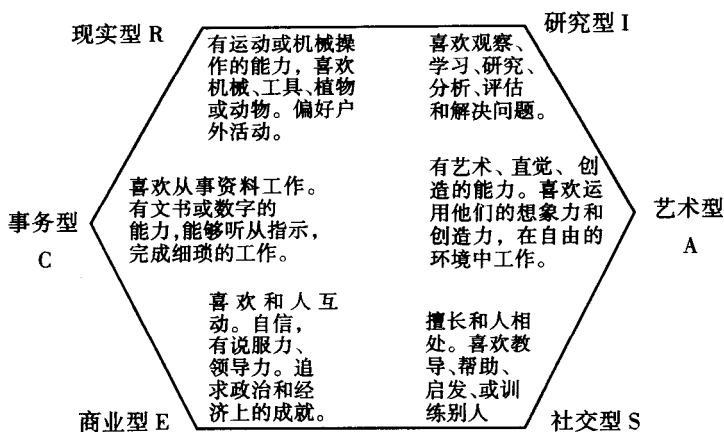 现实型 R
有运动或机械操
作的能力，喜欢
机械、工具、植物
或动物。偏好户
外活动。
研究型 I
喜欢观察、
学习、研究、
分析、评估
和解决问题。
事务型
C
喜欢从事资料工作。
有文书或数字的
能力，能够听从指示，
完成细琐的工作。
有艺术、直觉、创
造的能力。喜欢运
用他们的想象力和
创造力，在自由的
环境中工作。
艺术型
A
喜欢和人互
动。自信，
有说服力、
领导力。追
求政治和经
济上的成就。
商业型 E
擅长和人相
处。喜欢教
导、帮助、
启发、或训
练别人
社交型 S